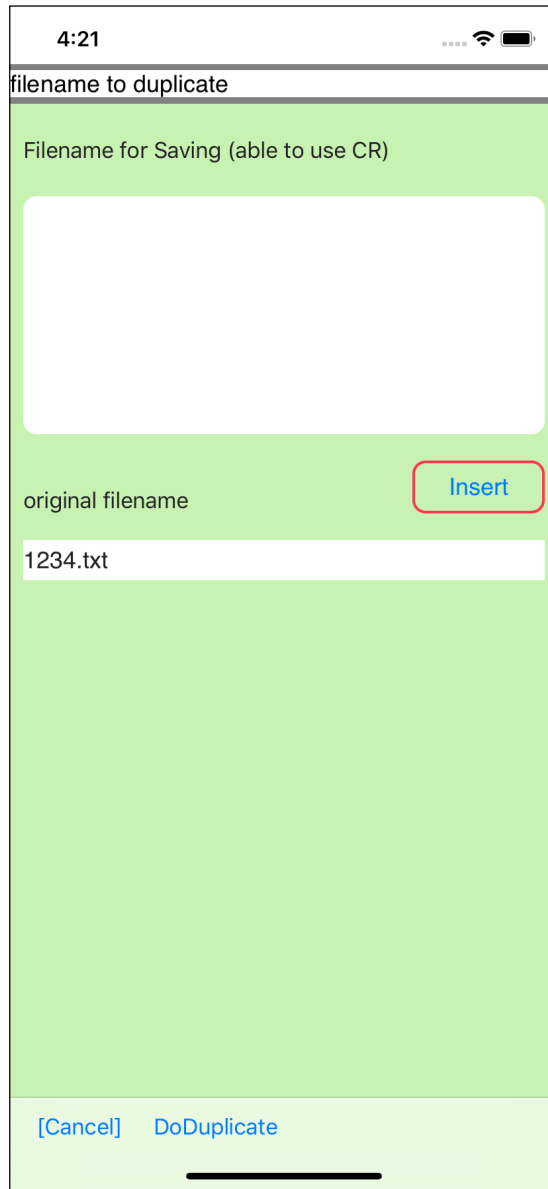 4:21
filename to duplicate
Filename for Saving (able to use CR)
Insert
original filename
1234.txt
[Cancel] DoDuplicate